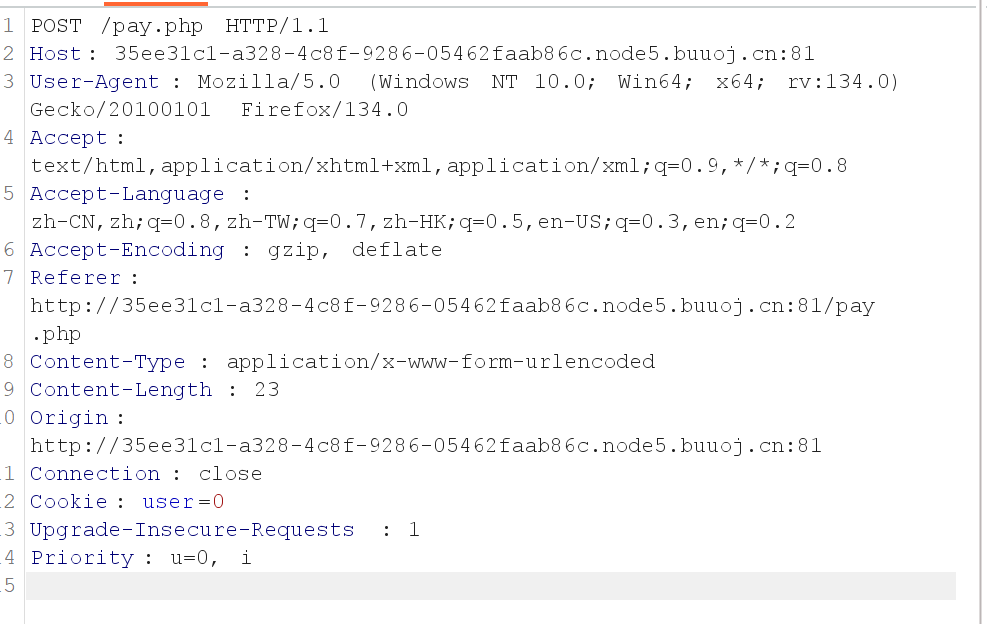 1 POST /pay.php HTTP/1.1
2 Host: 35ee31c1-a328-4c8f-9286-05462faab86c.node5.buuoj.cn:81
3 User-Agent : Mozilla/5.0 (Windows NT 10.0; Win64; x64; rv:134.0)
Gecko/20100101 Firefox/134.0
4 Accept :
text/html,application/xhtml+xml,application/xml;q=0.9,*/*;q=0.8
5 Accept-Language :
zh-CN,zh;q=0.8,zh-TW;q=0.7,zh-HK;q=0.5,en-US;q=0.3,en;q=0.2
6 Accept-Encoding : gzip, deflate
7 Referer :
http://35ee31c1-a328-4c8f-9286-05462faab86c.node5.buuoj.cn:81/pay
.php
8 Content-Type : application/x-www-form-urlencoded
9 Content-Length : 23
0 Origin :
http://35ee31c1-a328-4c8f-9286-05462faab86c.node5.buuoj.cn:81
1 Connection : close
2 Cookie : user=0
3 Upgrade-Insecure-Requests : 1
4 Priority : u=0, i
5